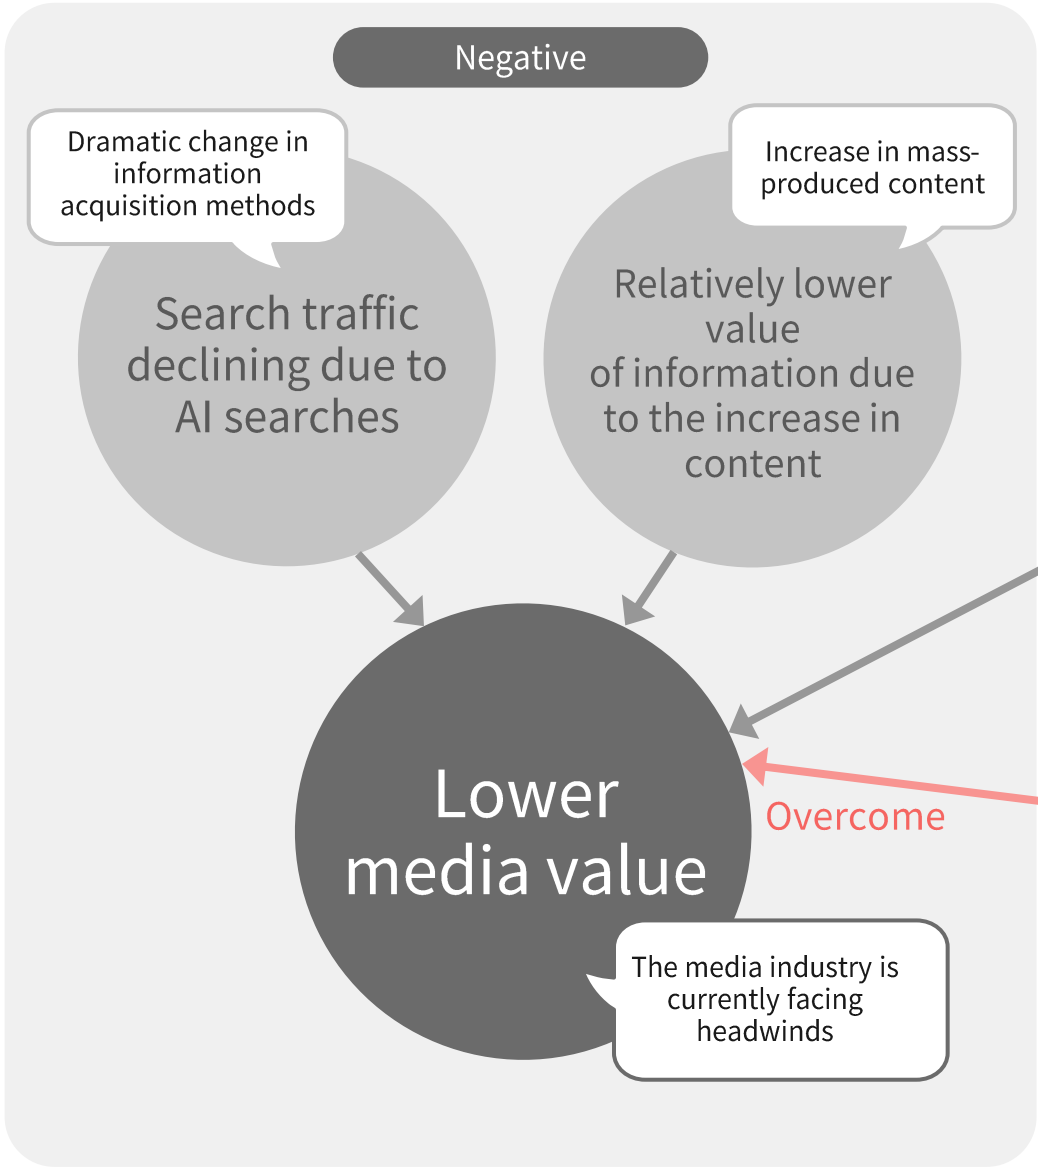 Negative
Dramatic change in
information
acquisition methods
Search traffic
declining due to
AI searches
Increase in mass-
produced content
Relatively lower
value
of information due
to the increase in
content
Lower
media value
Overcome
The media industry is
currently facing
headwinds